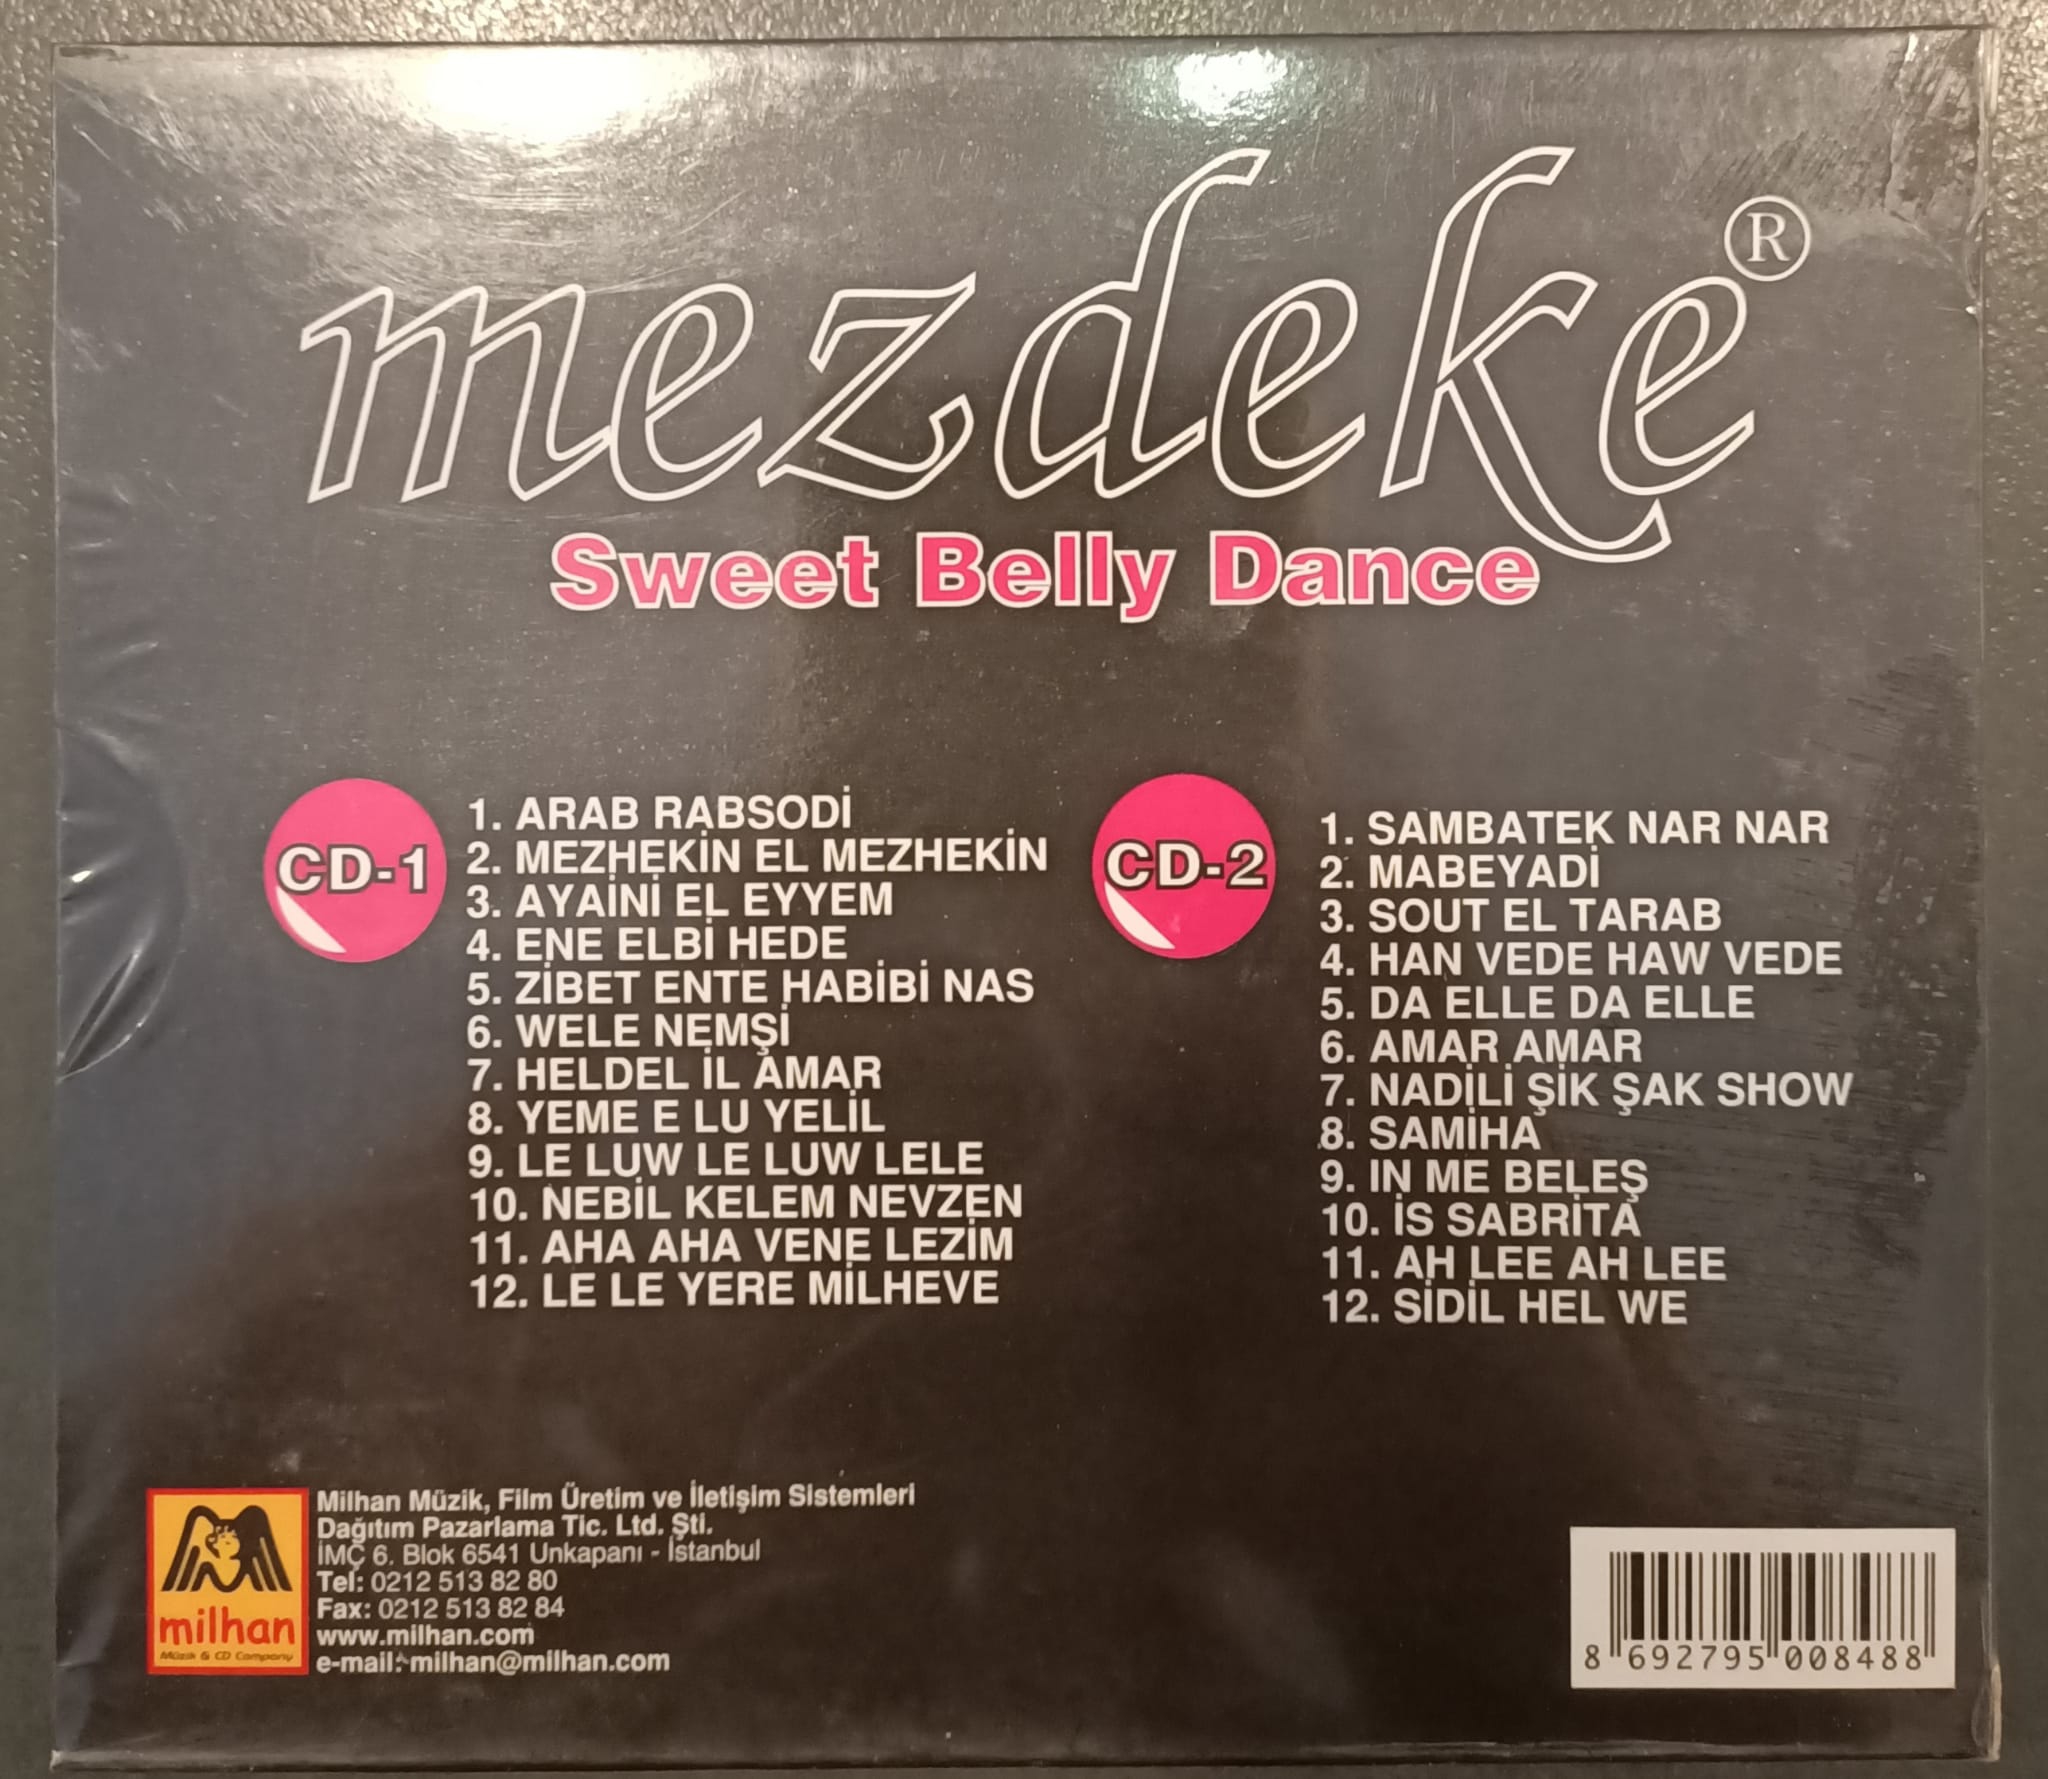 mezdeke®
Sweet Belly Dance
CD-1
1. ARAB RABSODİ
2. MEZHEKİN EL MEZHEKİN
3. AYAİNİ EL EYYEM
4. ENE ELBİ HEDE
5. ZİBET ENTE HABİBİ NAS
6. WELE NEMŞİ
7. HELDEL İL AMAR
8. YEME E LU YELİL
9. LE LUW LE LUW LELE
10. NEBİL KELEM NEVZEN
11. AHA AHA VENE LEZİM
12. LE LE YERE MİLHEVE
CD-2
1. SAMBATEK NAR NAR
2. MABEYADİ
3. SOUT EL TARAB
4. HAN VEDE HAW VEDE
5. DA ELLE DA ELLE
6. AMAR AMAR
7. NADİLİ ŞİK ŞAK SHOW
8. SAMİHA
9. IN ME BELEŞ
10. İS SABRİTA
11. AH LEE AH LEE
12. SİDİL HEL WE
milhan
Müzik & CD Company
Milhan Müzik, Film Üretim ve İletişim Sistemleri
Dağıtım Pazarlama Tic. Ltd. Şti.
İMÇ 6. Blok 6541 Unkapanı - İstanbul
Tel: 0212 513 82 80
Fax: 0212 513 82 84
www.milhan.com
e-mail: milhan@milhan.com
8 692795 008488